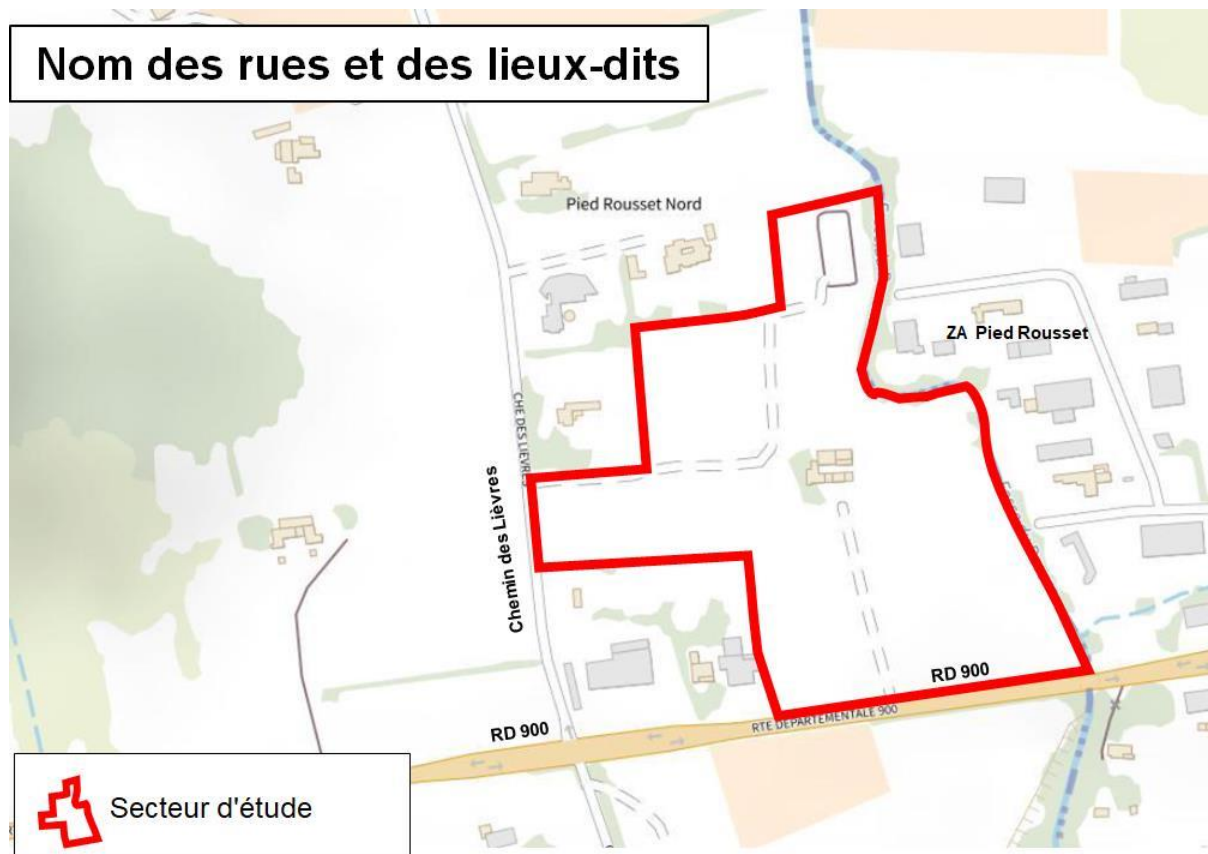 Nom des rues et des lieux-dits
Pied Rousset Nord
ZA Pied Rousset
CHE DES LIEVRES
Chemin des Lièvres
RD 900
RTE DEPARTEMENTALE 900
RD 900
Secteur d'étude